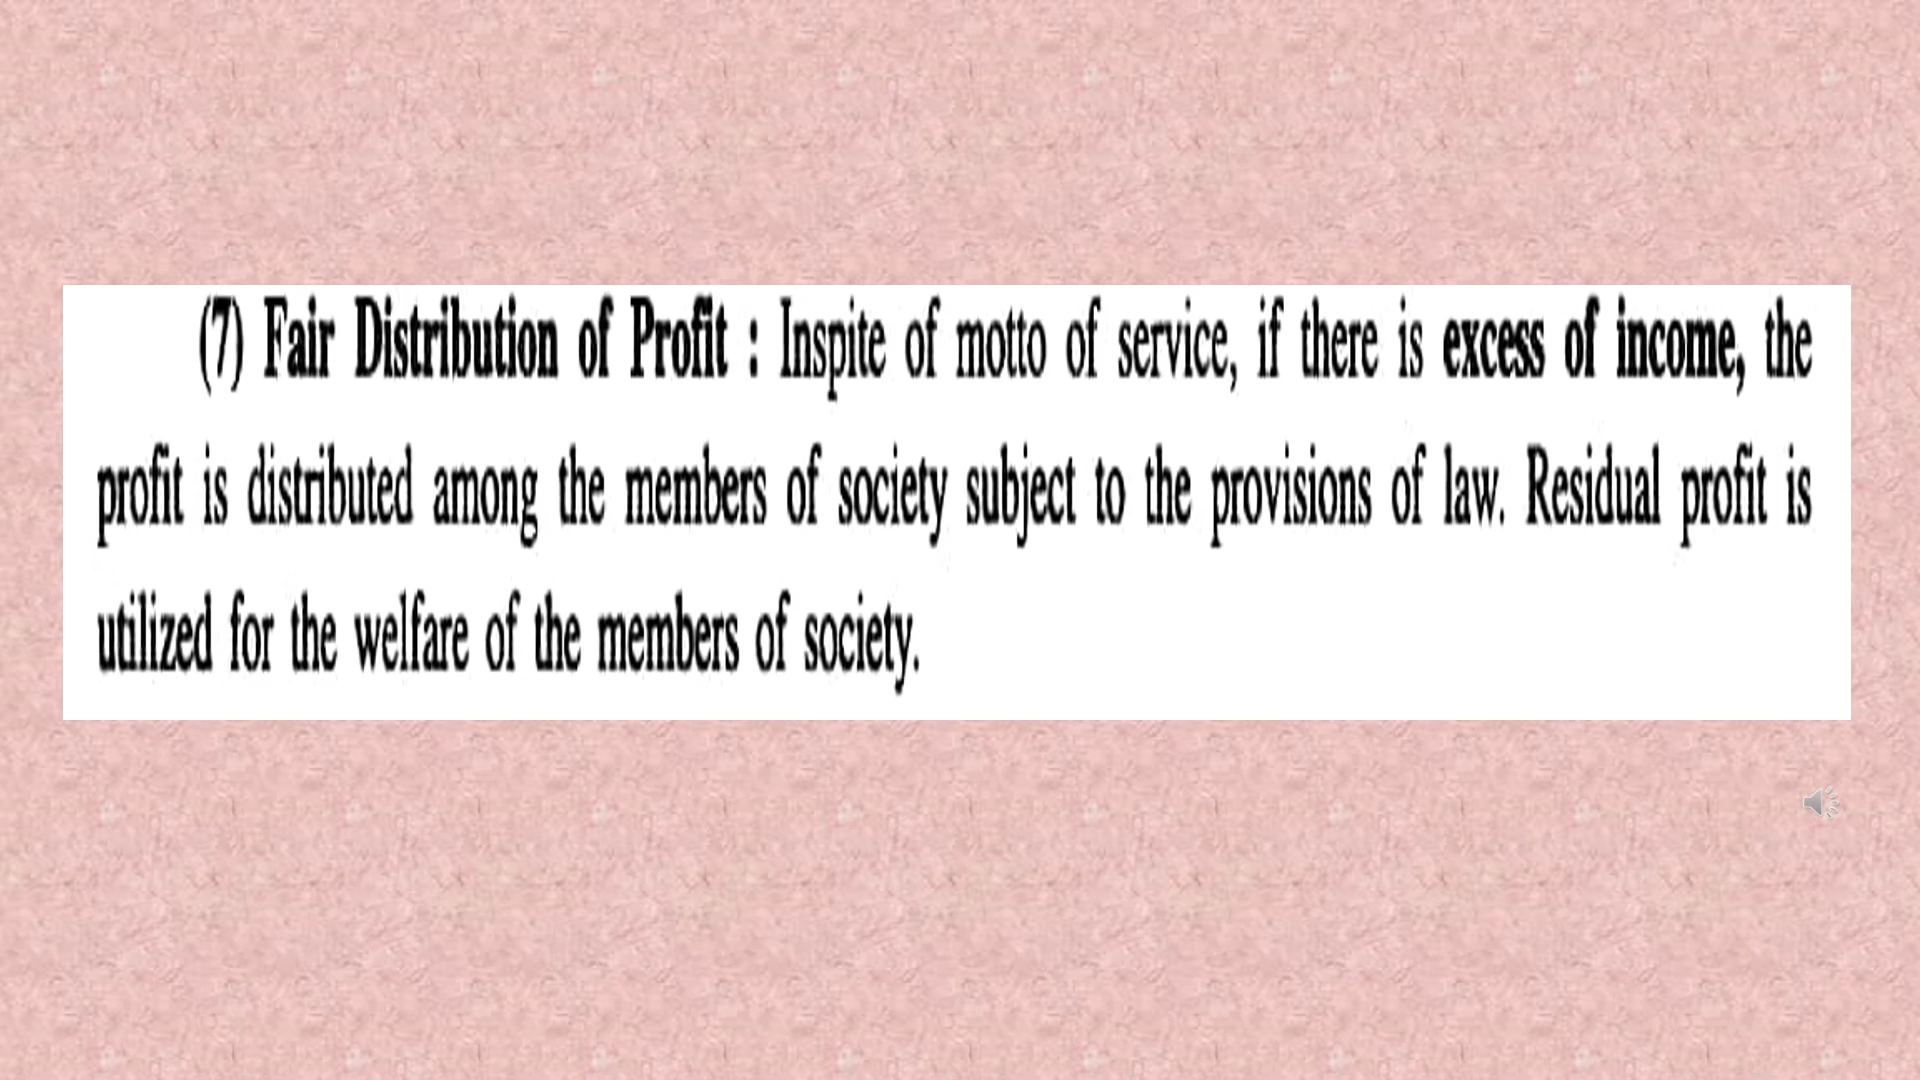 (7) Fair Distribution of Profit : Inspite of motto of service, if there is excess of income, the
profit is distributed among the members of society subject to the provisions of law. Residual profit is
utilized for the welfare of the members of society.